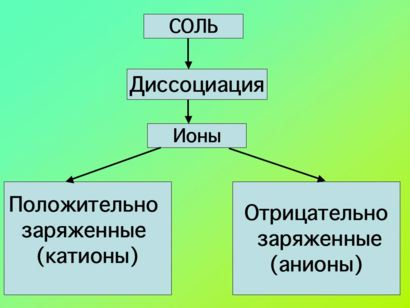 СОЛЬ
Диссоциация
Ионы
Положительно
заряженные
(катионы)
Отрицательно
заряженные
(анионы)